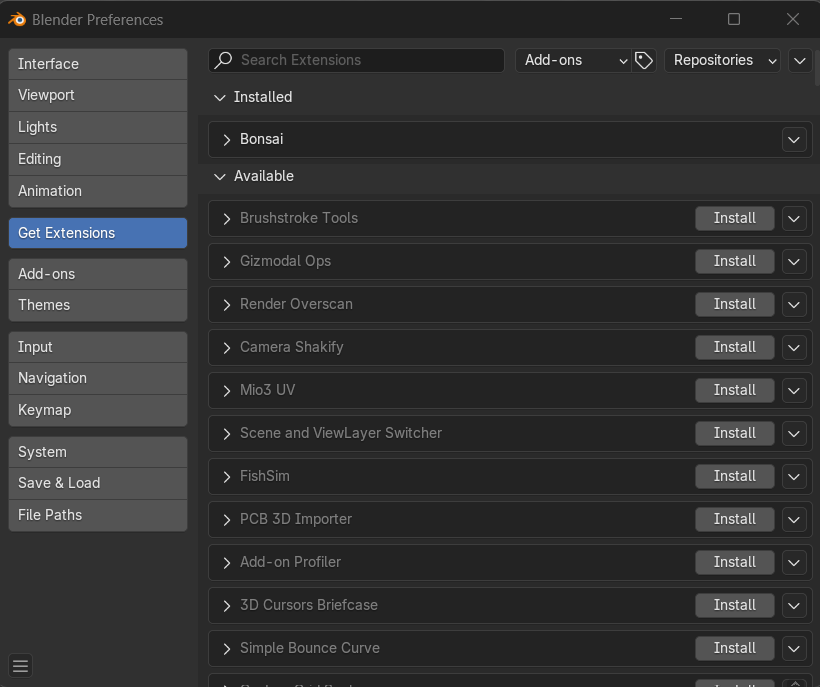 Blender Preferences
Interface
Viewport
Lights
Editing
Animation
Get Extensions
Add-ons
Themes
Input
Navigation
Keymap
System
Save & Load
File Paths
Search Extensions
Add-ons
Repositories
Installed
Bonsai
Available
Brushstroke Tools Install
Gizmodal Ops Install
Render Overscan Install
Camera Shakify Install
Mio3 UV Install
Scene and ViewLayer Switcher Install
FishSim Install
PCB 3D Importer Install
Add-on Profiler Install
3D Cursors Briefcase Install
Simple Bounce Curve Install